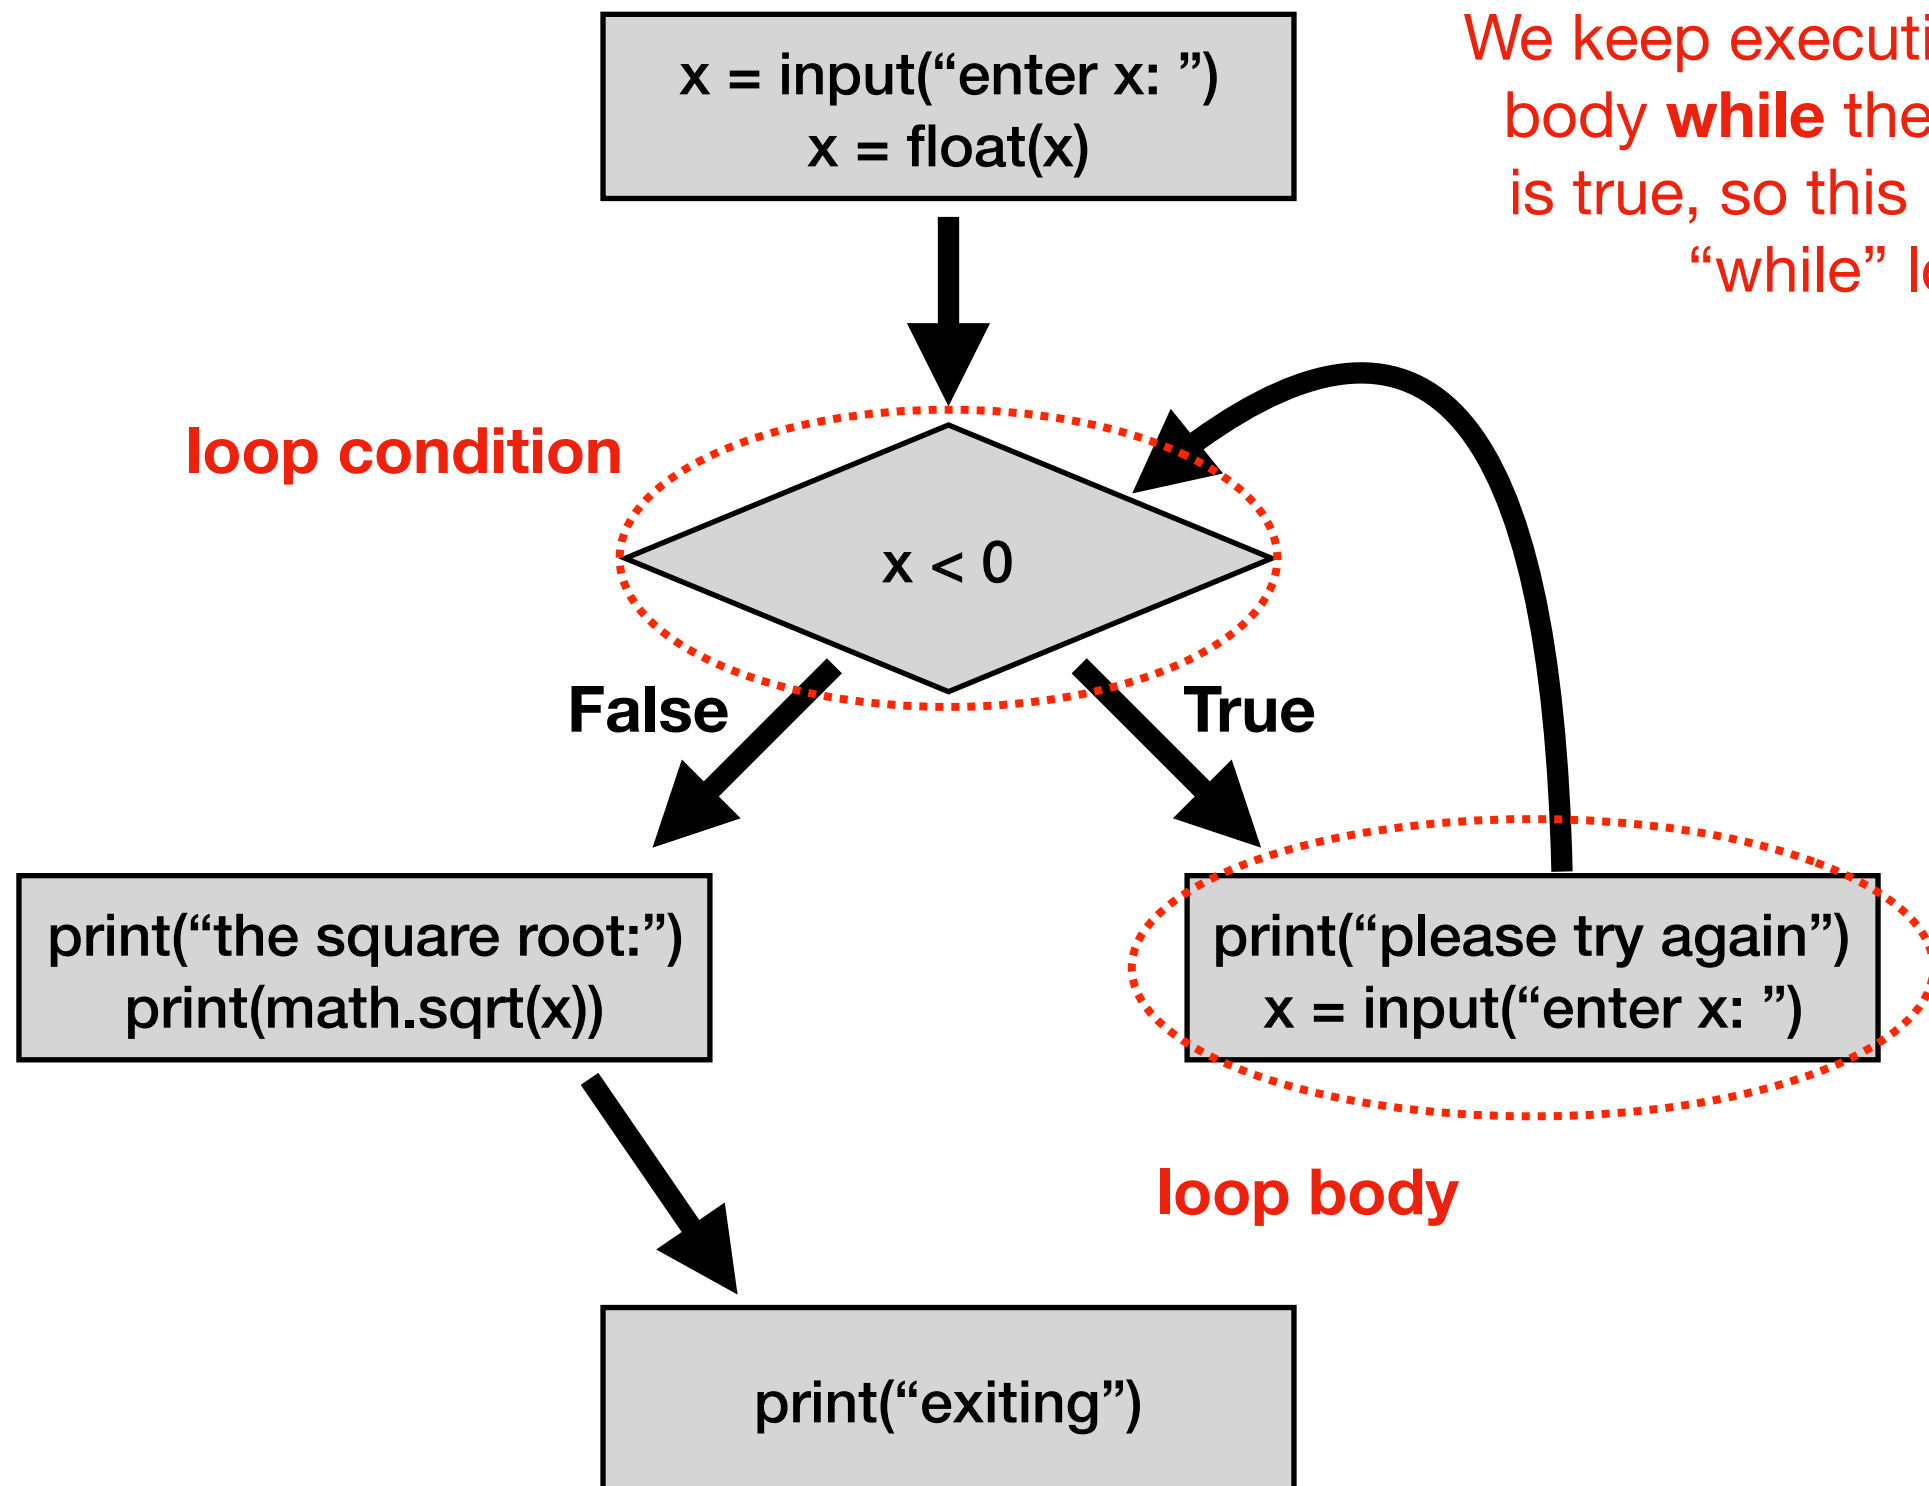 x = input(“enter x: ”)
x = float(x)
We keep
body while the
is true, so this
“while”
loop condition
x < 0
False
True
print(“the square root:”)
print(math.sqrt(x))
print(“please try again”)
x = input(“enter x: ”)
loop body
print(“exiting”)